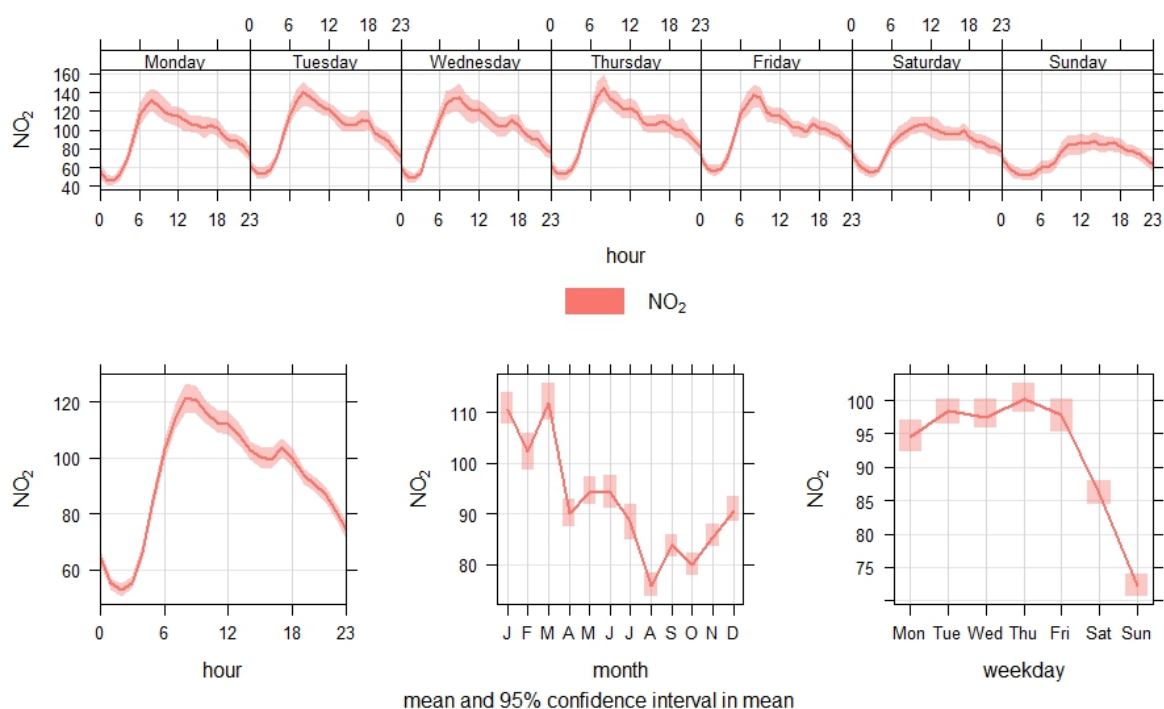 0 6 12 18 23 0 6 12 18 23 0 6 12 18 23
Monday Tuesday Wednesday Thursday Friday Saturday Sunday
160
140
120
100
80
60
40
NO₂
0 6 12 18 23 0 6 12 18 23 0 6 12 18 23 0 6 12 18 23
hour
NO₂
120
100
80
60
NO₂
0 6 12 18 23
hour
110
100
90
80
NO₂
J F M A M J J A S O N D
month
100
95
90
85
80
75
NO₂
Mon Tue Wed Thu Fri Sat Sun
weekday
mean and 95% confidence interval in mean